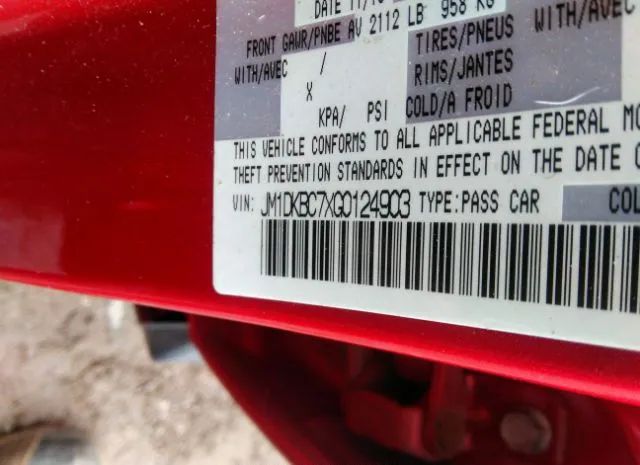 DATE 11/
FRONT GAWR/PNBE AV 2112 LB 958 KG
WITH/AVEC /
X
KPA/ PSI
TIRES/PNEUS WITH/AVEC
RIMS/JANTES
COLD/A FROID
THIS VEHICLE CONFORMS TO ALL APPLICABLE FEDERAL MO
THEFT PREVENTION STANDARDS IN EFFECT ON THE DATE O
VIN: JM1DKBC7XG0124903 TYPE:PASS CAR COL